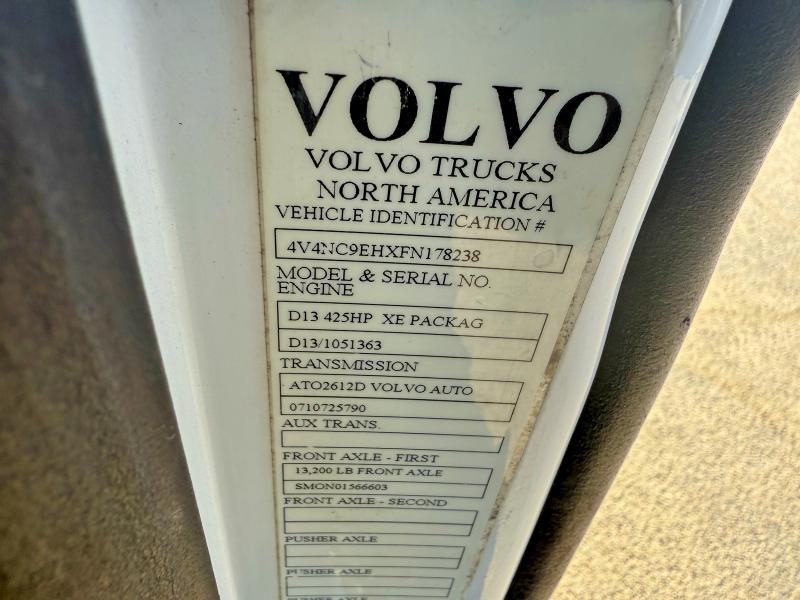 VOLVO
VOLVO TRUCKS
NORTH AMERICA
VEHICLE IDENTIFICATION #
4V4NC9EHXFN178238
MODEL & SERIAL NO.
ENGINE
D13 425HP XE PACKAG
D13/1051363
TRANSMISSION
ATO2612D VOLVO AUTO
0710725790
AUX TRANS.
FRONT AXLE - FIRST
13,200 LB FRONT AXLE
SMON01566603
FRONT AXLE - SECOND
PUSHER AXLE
PUSHER AXLE
PUSHER AXLE